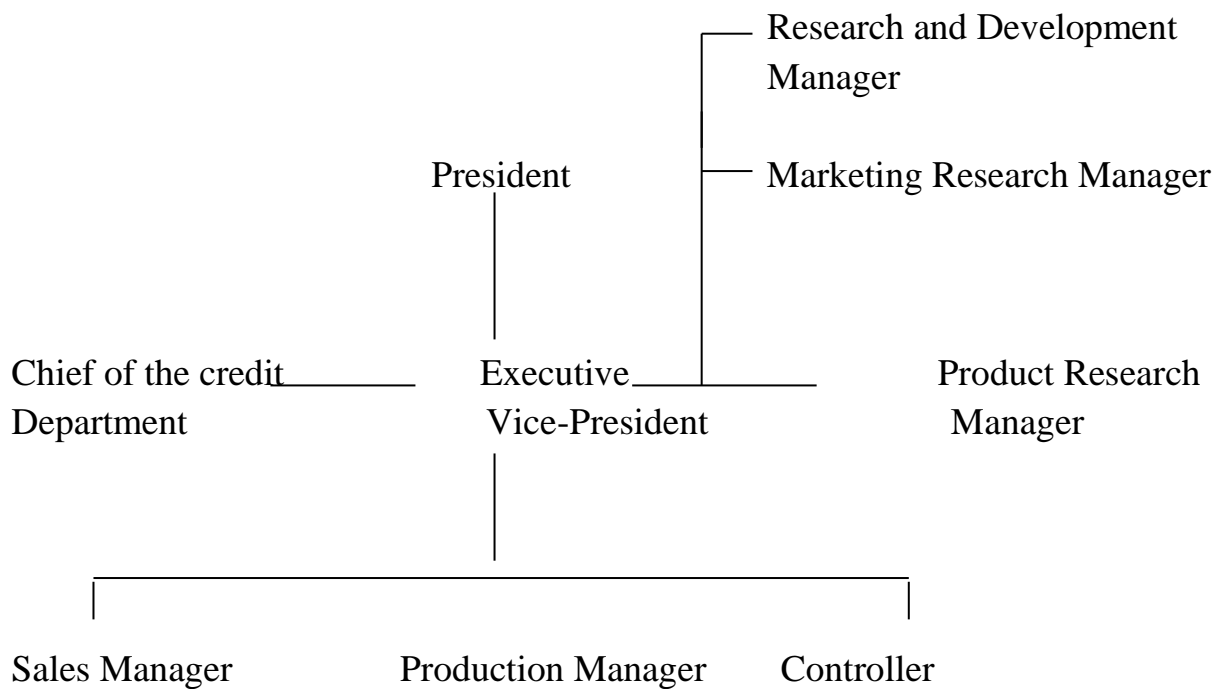 Research and Development
Manager
President
Marketing Research Manager
Chief of the credit
Department
Executive
Vice-President
Product Research
Manager
Sales Manager
Production Manager
Controller